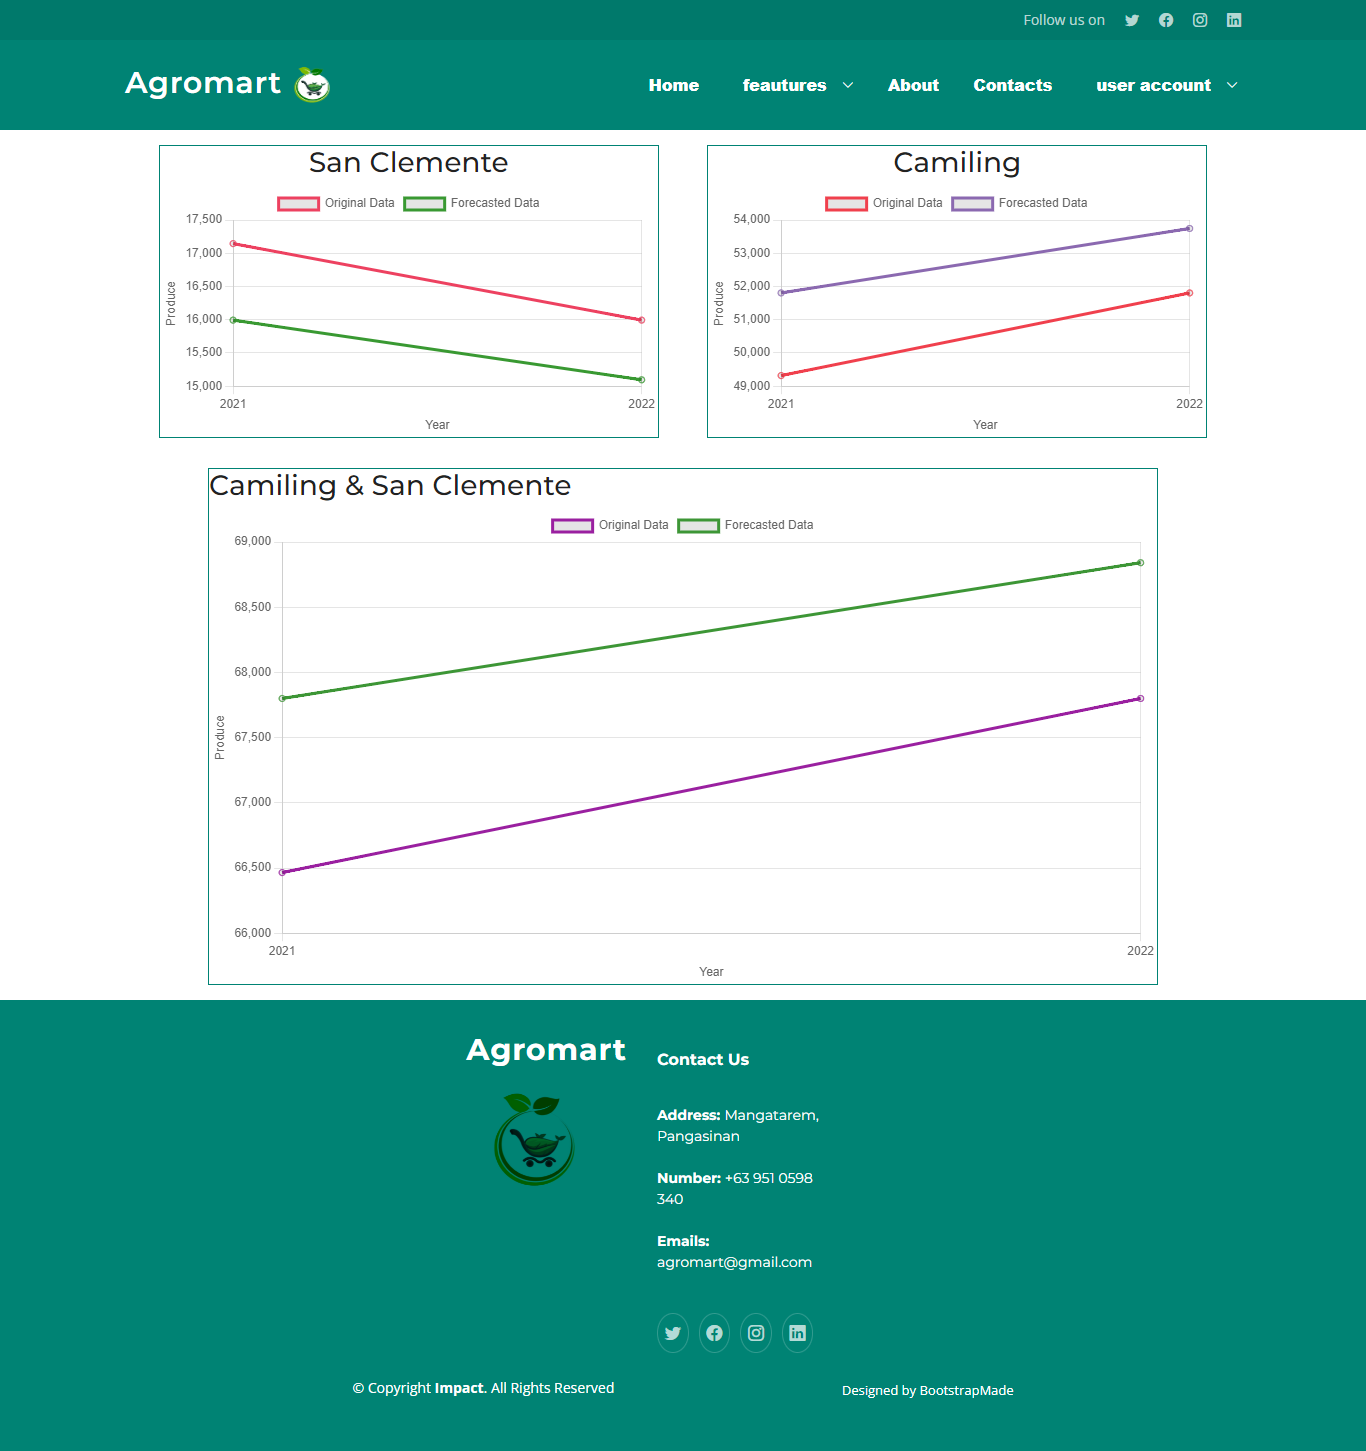 Follow us on
Agromart
Home feautures About Contacts user account
San Clemente
Original Data Forecasted Data
17,500
17,000
16,500
16,000
15,500
15,000
Produce
2021 2022
Year
Camiling
Original Data Forecasted Data
54,000
53,000
52,000
51,000
50,000
49,000
Produce
2021 2022
Year
Camiling & San Clemente
Original Data Forecasted Data
69,000
68,500
68,000
67,500
67,000
66,500
66,000
Produce
2021 2022
Year
Agromart
Contact Us
Address: Mangatarem,
Pangasinan
Number: +63 951 0598
340
Emails:
agromart@gmail.com
© Copyright Impact. All Rights Reserved
Designed by BootstrapMade